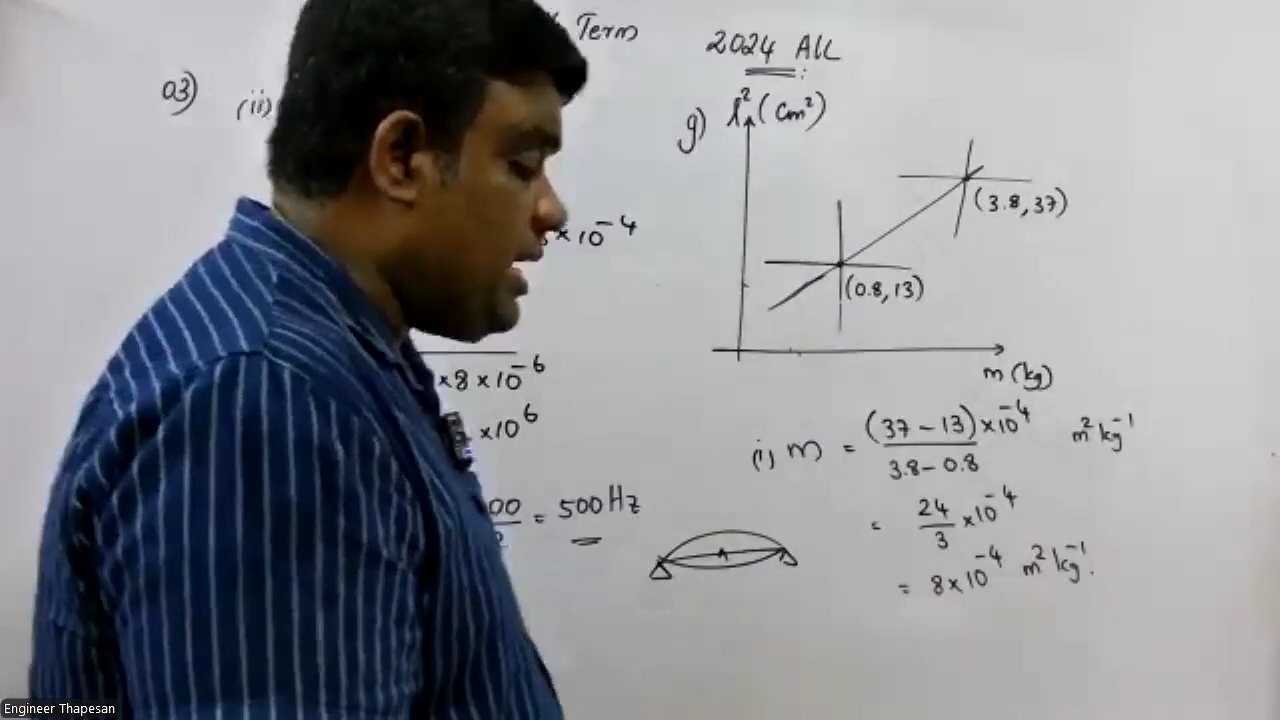 Term
2024 ALL
03)
(ii)
g) l² (cm²)
(3.8, 37)
× 10⁻⁴
(0.8, 13)
m (kg)
× 8 × 10⁻⁶
× 10⁶
(i) m = (37 − 13) × 10⁻⁴ / 3.8 − 0.8 m² kg⁻¹
= 24/3 × 10⁻⁴
= 500 Hz
= 8 × 10⁻⁴ m² kg⁻¹.
Engineer Thapesan